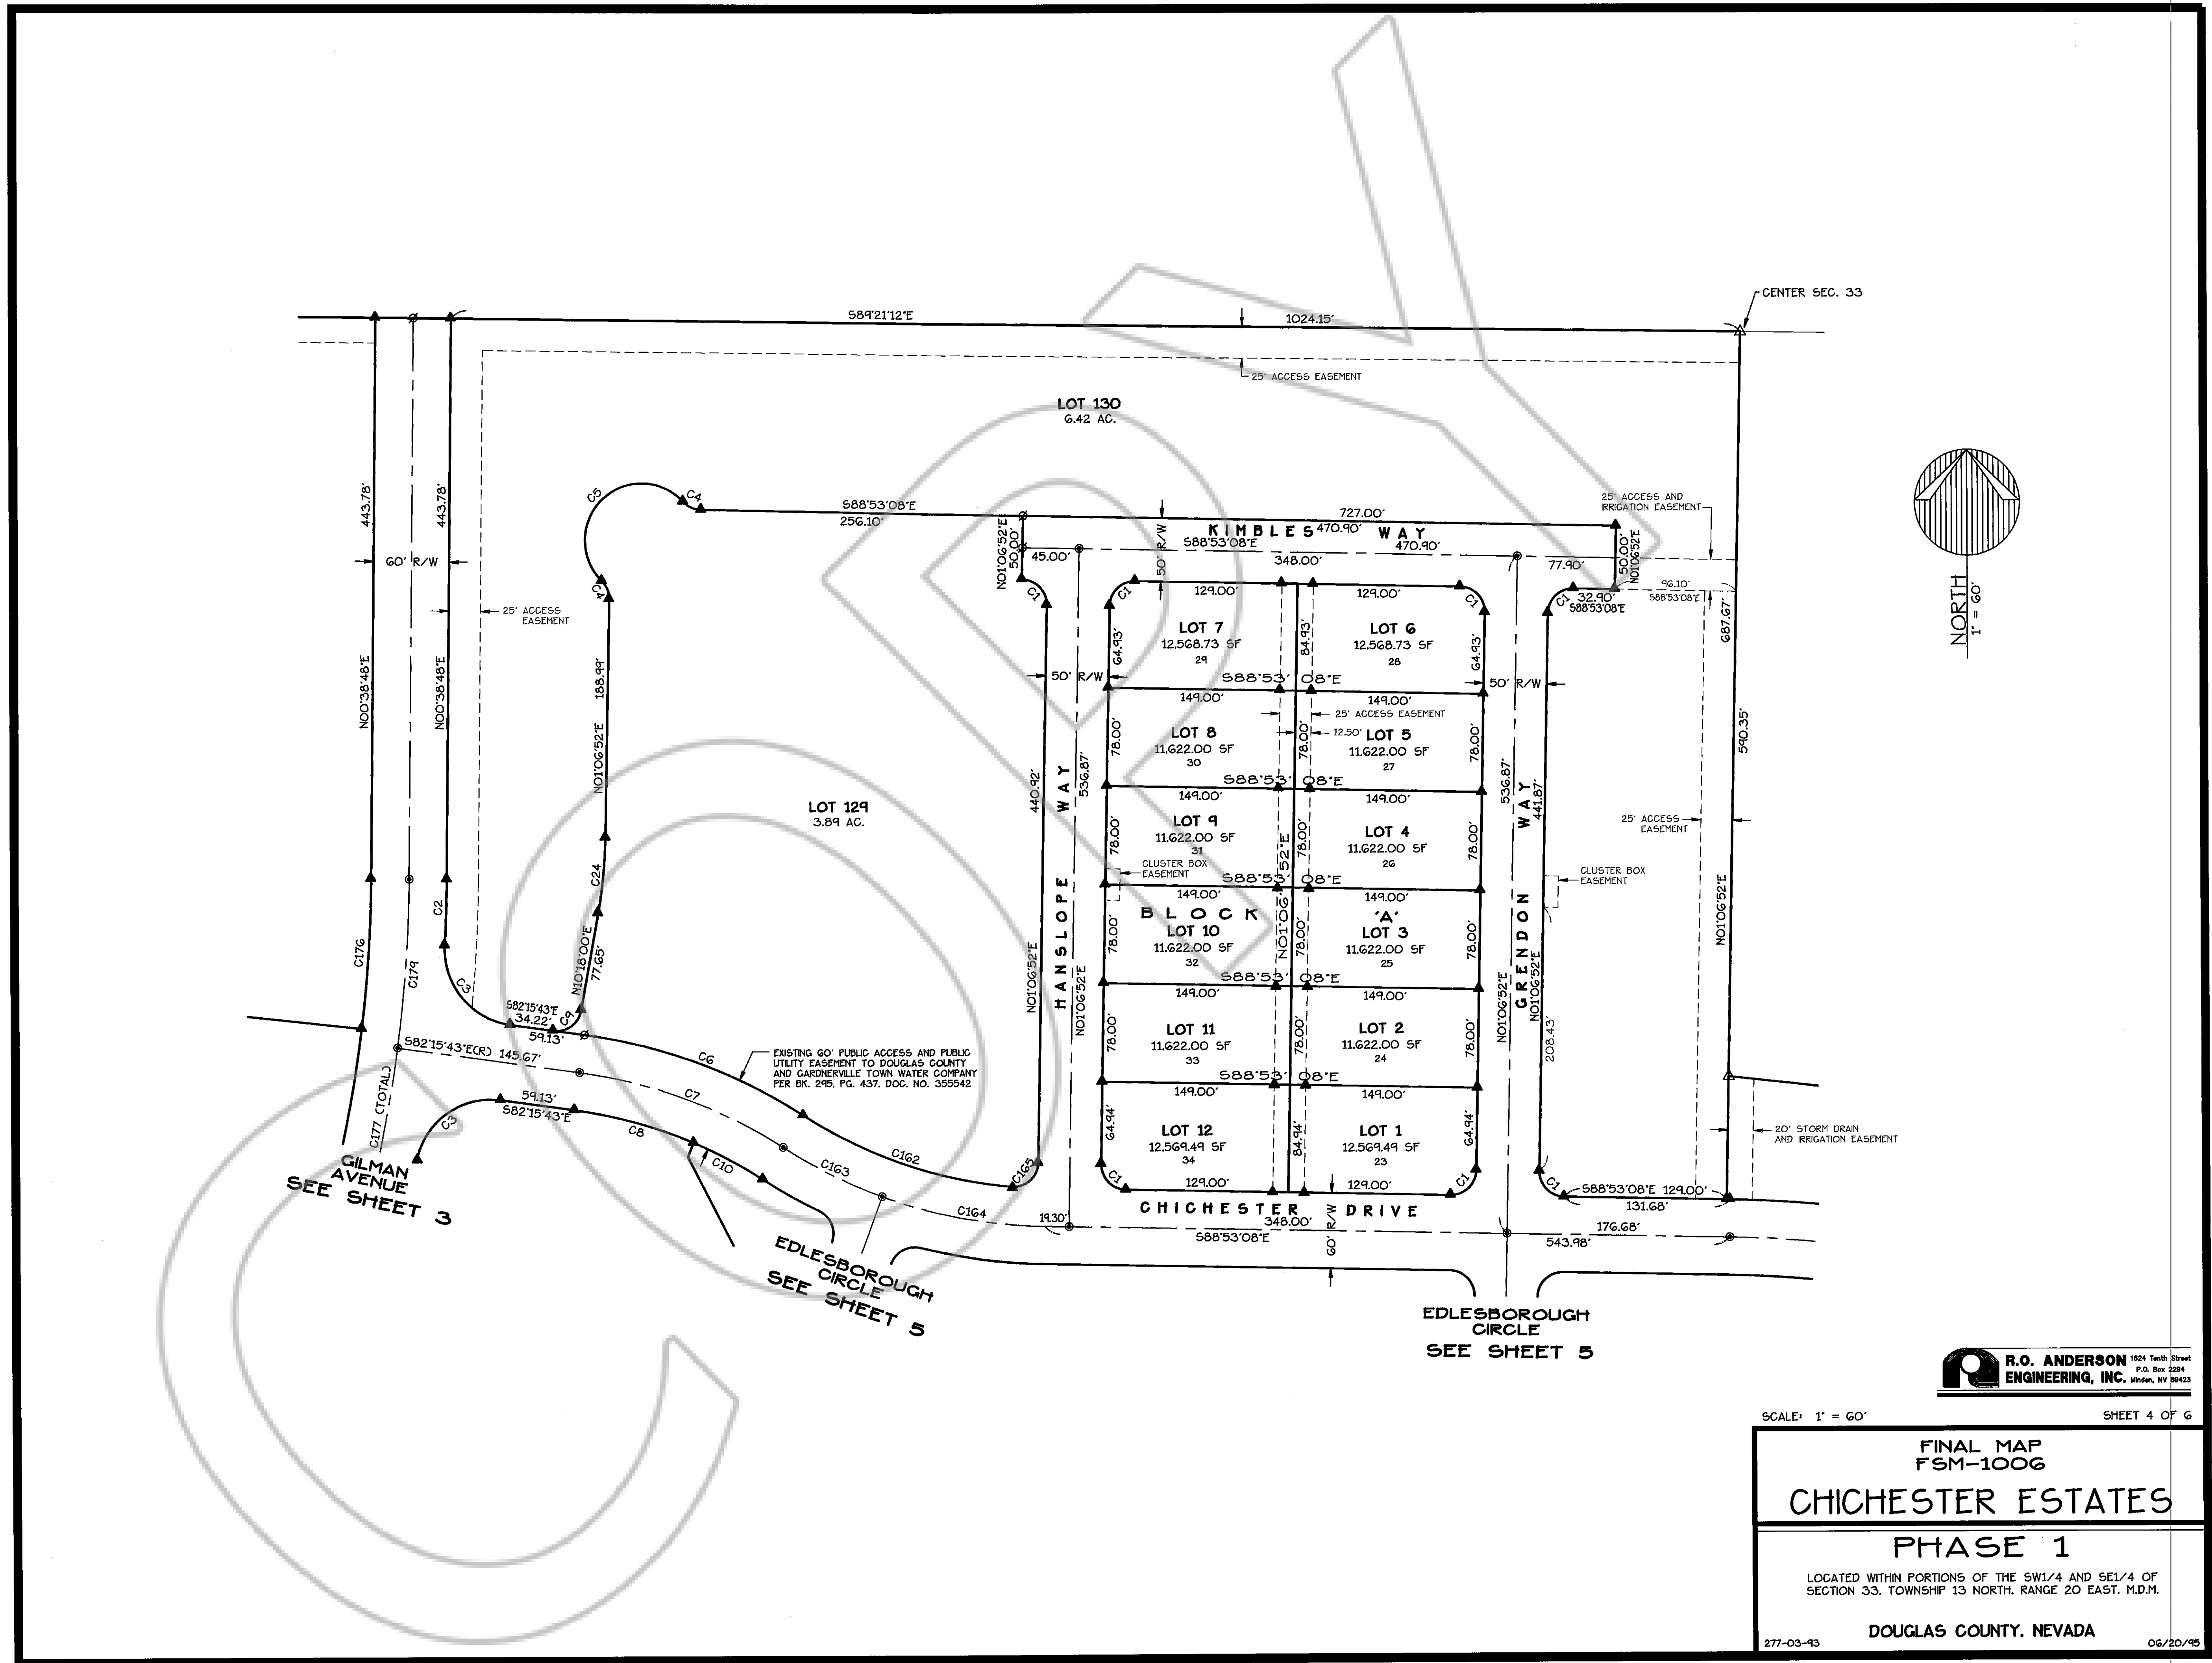 CENTER SEC. 33
S89°21'12"E
1024.15'
25' ACCESS EASEMENT
LOT 130
6.42 AC.
443.78'
443.78'
60' R/W
N00°38'48"E
N00°38'48"E
25' ACCESS
EASEMENT
C5
C4
C4
S88°53'08"E
256.10'
727.00'
KIMBLES WAY
470.90'
S88°53'08"E
470.90'
N01°06'52"E
50.00'
45.00'
50' R/W
348.00'
77.90'
50.00'
N01°06'52"E
25' ACCESS AND
IRRIGATION EASEMENT
96.10'
S88°53'08"E
32.90'
S88°53'08"E
687.67'
NORTH
1" = 60'
C1
C1
C1
C1
129.00'
129.00'
LOT 7
12,568.73 SF
29
LOT 6
12,568.73 SF
28
64.93'
84.93'
64.93'
50' R/W
50' R/W
S88°53'08"E
149.00'
149.00'
25' ACCESS EASEMENT
12.50'
LOT 8
11,622.00 SF
30
LOT 5
11,622.00 SF
27
78.00'
78.00'
78.00'
S88°53'08"E
149.00'
149.00'
LOT 9
11,622.00 SF
31
LOT 4
11,622.00 SF
26
78.00'
78.00'
78.00'
CLUSTER BOX
EASEMENT
S88°53'08"E
149.00'
149.00'
N01°06'52"E
BLOCK 'A'
LOT 10
11,622.00 SF
32
LOT 3
11,622.00 SF
25
78.00'
78.00'
78.00'
S88°53'08"E
149.00'
149.00'
LOT 11
11,622.00 SF
33
LOT 2
11,622.00 SF
24
78.00'
78.00'
78.00'
S88°53'08"E
149.00'
149.00'
LOT 12
12,569.49 SF
34
LOT 1
12,569.49 SF
23
64.94'
84.94'
64.94'
C1
129.00'
129.00'
C1
HANSLOPE WAY
536.87'
440.92'
N01°06'52"E
N01°06'52"E
GRENDON WAY
536.87'
441.87'
N01°06'52"E
N01°06'52"E
208.43'
CLUSTER BOX
EASEMENT
25' ACCESS
EASEMENT
590.35'
N01°06'52"E
20' STORM DRAIN
AND IRRIGATION EASEMENT
C1
S88°53'08"E 129.00'
131.68'
176.68'
543.98'
CHICHESTER DRIVE
348.00'
S88°53'08"E
60' R/W
19.30'
188.99'
N01°06'52"E
LOT 129
3.89 AC.
C24
N10°18'00"E
77.65'
C2
C176
C179
C3
S82°15'43"E
34.22'
C9
59.13'
S82°15'43"E(R) 145.67'
C6
EXISTING 60' PUBLIC ACCESS AND PUBLIC
UTILITY EASEMENT TO DOUGLAS COUNTY
AND GARDNERVILLE TOWN WATER COMPANY
PER BK. 295, PG. 437, DOC. NO. 355542
C7
59.13'
S82°15'43"E
C3
C177 (TOTAL)
C8
C10
C163
C162
C165
C164
GILMAN
AVENUE
SEE SHEET 3
EDLESBOROUGH
CIRCLE
SEE SHEET 5
EDLESBOROUGH
CIRCLE
SEE SHEET 5
COPY
R.O. ANDERSON
ENGINEERING, INC.
1624 Tenth Street
P.O. Box 2294
Minden, NV 89423
SCALE: 1" = 60'
SHEET 4 OF 6
FINAL MAP
FSM-1006
CHICHESTER ESTATES
PHASE 1
LOCATED WITHIN PORTIONS OF THE SW1/4 AND SE1/4 OF
SECTION 33, TOWNSHIP 13 NORTH, RANGE 20 EAST, M.D.M.
DOUGLAS COUNTY, NEVADA
277-03-93
06/20/95